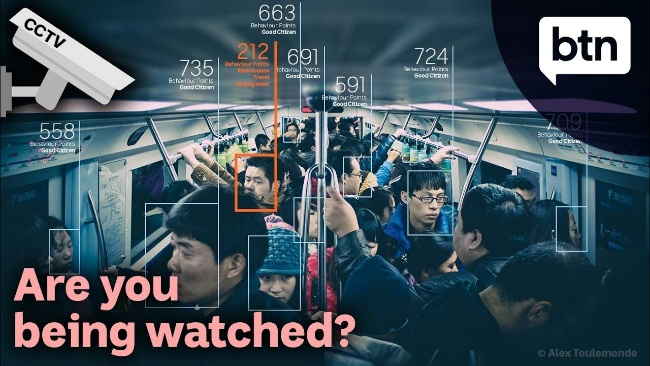 CCTV
663
Behaviour Points
Good Citizen
btn
212
Behaviour Points
Travel
Employment
691
Behaviour Points
Good Citizen
724
Behaviour Points
Good Citizen
735
Behaviour Points
Good Citizen
591
Behaviour Points
Good Citizen
709
Behaviour Points
Good Citizen
558
Behaviour Points
Good Citizen
Are you
being watched?
© Alex Toulemonde